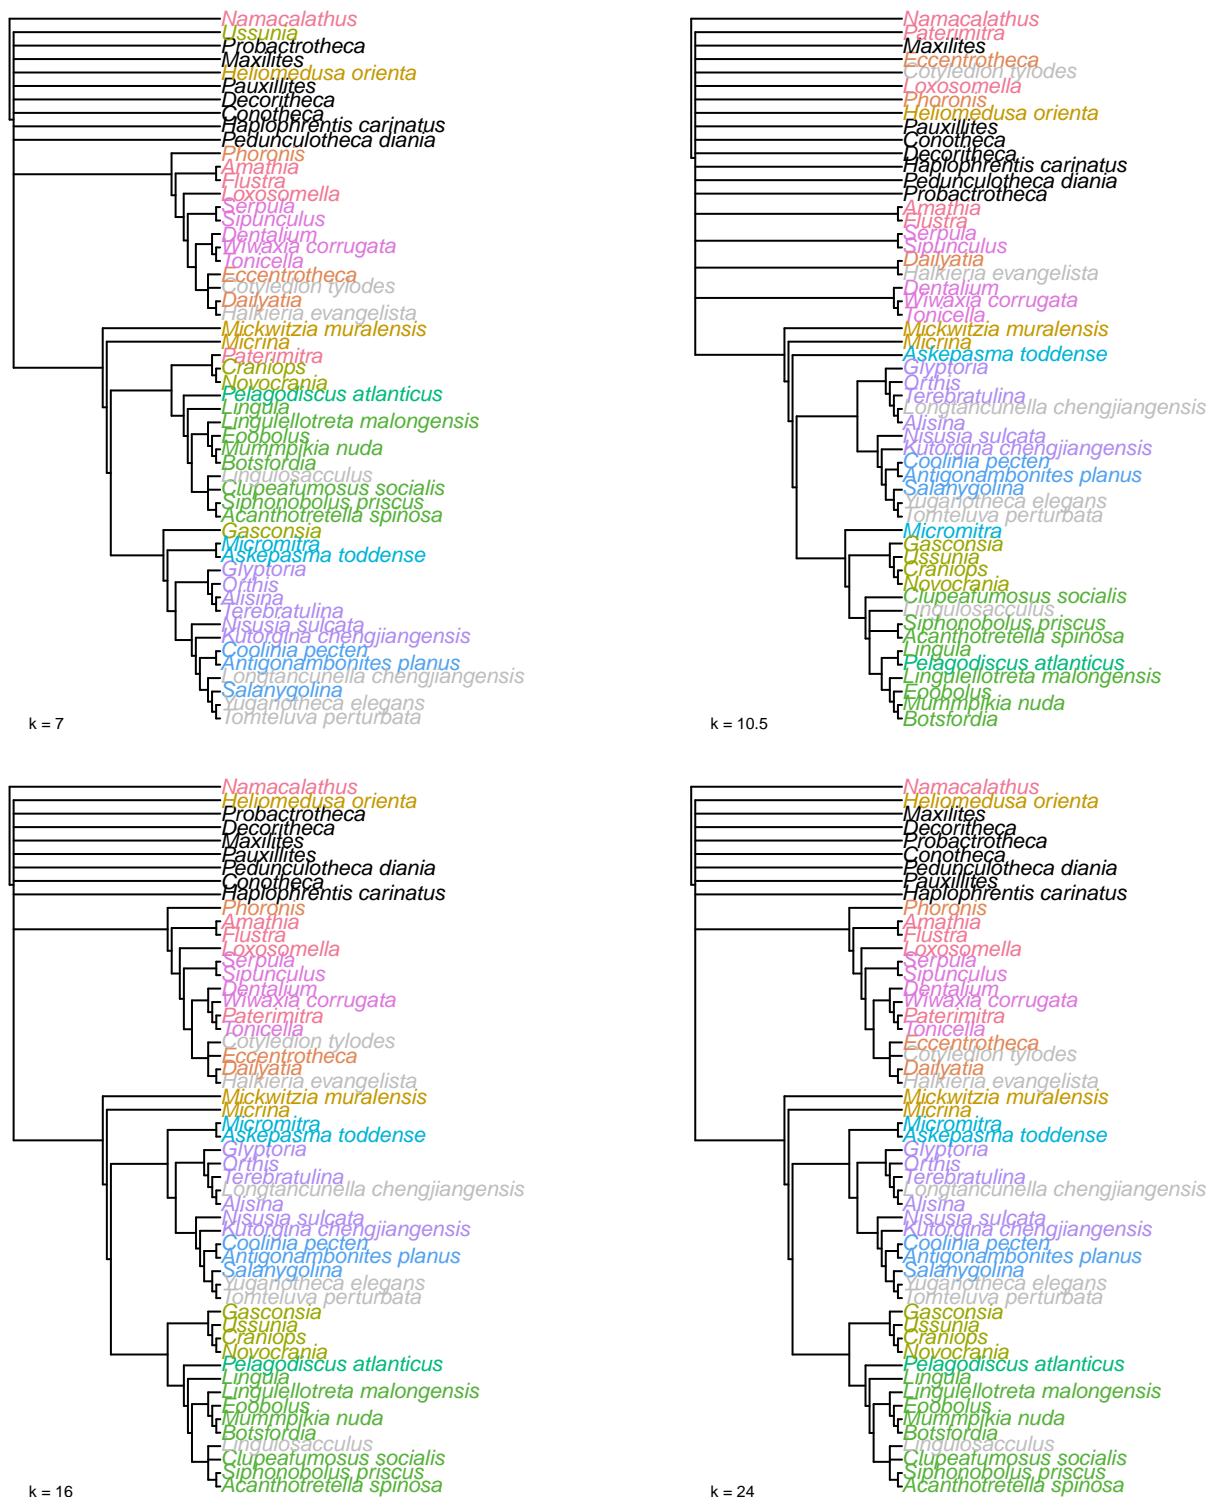 Namacalathus
Ussunia
Probactrotheca
Maxilites
Heliomedusa orienta
Pauxillites
Decoritheca
Conotheca
Haplophrentis carinatus
Pedunculotheca diania
Phoronis
Amathia
Flustra
Loxosomella
Serpula
Sipunculus
Dentalium
Wiwaxia corrugata
Tonicella
Eccentrotheca
Cotyledion tylodes
Dailyatia
Halkieria evangelista
Mickwitzia muralensis
Micrina
Paterimitra
Craniops
Novocrania
Pelagodiscus atlanticus
Lingula
Lingulellotreta malongensis
Eoobolus
Mummpikia nuda
Botsfordia
Lingulosacculus
Clupeafumosus socialis
Siphonobolus priscus
Acanthotretella spinosa
Gasconsia
Micromitra
Askepasma toddense
Glyptoria
Orthis
Alisina
Terebratulina
Nisusia sulcata
Kutorgina chengjiangensis
Coolinia pecten
Antigonambonites planus
Longtancunella chengjiangensis
Salanygolina
Yuganotheca elegans
Tomteluva perturbata
k = 7
Namacalathus
Paterimitra
Maxilites
Eccentrotheca
Cotyledion tylodes
Loxosomella
Phoronis
Heliomedusa orienta
Pauxillites
Conotheca
Decoritheca
Haplophrentis carinatus
Pedunculotheca diania
Probactrotheca
Amathia
Flustra
Serpula
Sipunculus
Dailyatia
Halkieria evangelista
Dentalium
Wiwaxia corrugata
Tonicella
Mickwitzia muralensis
Micrina
Askepasma toddense
Glyptoria
Orthis
Terebratulina
Longtancunella chengjiangensis
Alisina
Nisusia sulcata
Kutorgina chengjiangensis
Coolinia pecten
Antigonambonites planus
Salanygolina
Yuganotheca elegans
Tomteluva perturbata
Micromitra
Gasconsia
Ussunia
Craniops
Novocrania
Clupeafumosus socialis
Lingulosacculus
Siphonobolus priscus
Acanthotretella spinosa
Lingula
Pelagodiscus atlanticus
Lingulellotreta malongensis
Eoobolus
Mummpikia nuda
Botsfordia
k = 10.5
Namacalathus
Heliomedusa orienta
Probactrotheca
Decoritheca
Maxilites
Pauxillites
Pedunculotheca diania
Conotheca
Haplophrentis carinatus
Phoronis
Amathia
Flustra
Loxosomella
Serpula
Sipunculus
Dentalium
Wiwaxia corrugata
Paterimitra
Tonicella
Cotyledion tylodes
Eccentrotheca
Dailyatia
Halkieria evangelista
Mickwitzia muralensis
Micrina
Micromitra
Askepasma toddense
Glyptoria
Orthis
Terebratulina
Longtancunella chengjiangensis
Alisina
Nisusia sulcata
Kutorgina chengjiangensis
Coolinia pecten
Antigonambonites planus
Salanygolina
Yuganotheca elegans
Tomteluva perturbata
Gasconsia
Ussunia
Craniops
Novocrania
Pelagodiscus atlanticus
Lingula
Lingulellotreta malongensis
Eoobolus
Mummpikia nuda
Botsfordia
Lingulosacculus
Clupeafumosus socialis
Siphonobolus priscus
Acanthotretella spinosa
k = 16
Namacalathus
Heliomedusa orienta
Maxilites
Decoritheca
Probactrotheca
Conotheca
Pedunculotheca diania
Pauxillites
Haplophrentis carinatus
Phoronis
Amathia
Flustra
Loxosomella
Serpula
Sipunculus
Dentalium
Wiwaxia corrugata
Paterimitra
Tonicella
Eccentrotheca
Cotyledion tylodes
Dailyatia
Halkieria evangelista
Mickwitzia muralensis
Micrina
Micromitra
Askepasma toddense
Glyptoria
Orthis
Terebratulina
Longtancunella chengjiangensis
Alisina
Nisusia sulcata
Kutorgina chengjiangensis
Coolinia pecten
Antigonambonites planus
Salanygolina
Yuganotheca elegans
Tomteluva perturbata
Gasconsia
Ussunia
Craniops
Novocrania
Pelagodiscus atlanticus
Lingula
Lingulellotreta malongensis
Eoobolus
Mummpikia nuda
Botsfordia
Lingulosacculus
Clupeafumosus socialis
Siphonobolus priscus
Acanthotretella spinosa
k = 24